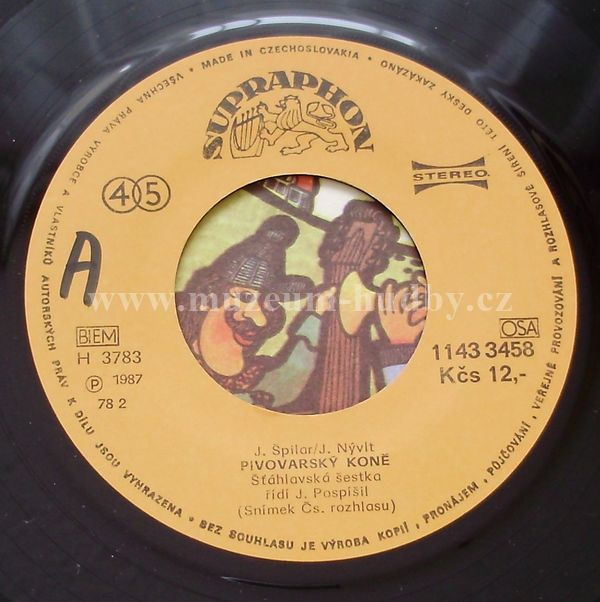 • MADE IN CZECHOSLOVAKIA •
VŠECHNA PRÁVA VÝROBCE A VLASTNÍKŮ AUTORSKÝCH PRÁV K DÍLU JSOU VYHRAZENA • BEZ SOUHLASU JE VÝROBA KOPIÍ, PRONÁJEM, PŮJČOVÁNÍ, VEŘEJNÉ PROVOZOVÁNÍ A ROZHLASOVÉ ŠÍŘENÍ TÉTO DESKY ZAKÁZÁNO
SUPRAPHON
45
STEREO
A
www.muzeum-hudby.cz
BIEM
OSA
H 3783
1143 3458
Ⓟ 1987
Kčs 12,-
78 2
J. Špilar/J. Nývlt
PIVOVARSKÝ KONĚ
Šťáhlavská šestka
řídí J. Pospíšil
(Snímek Čs. rozhlasu)